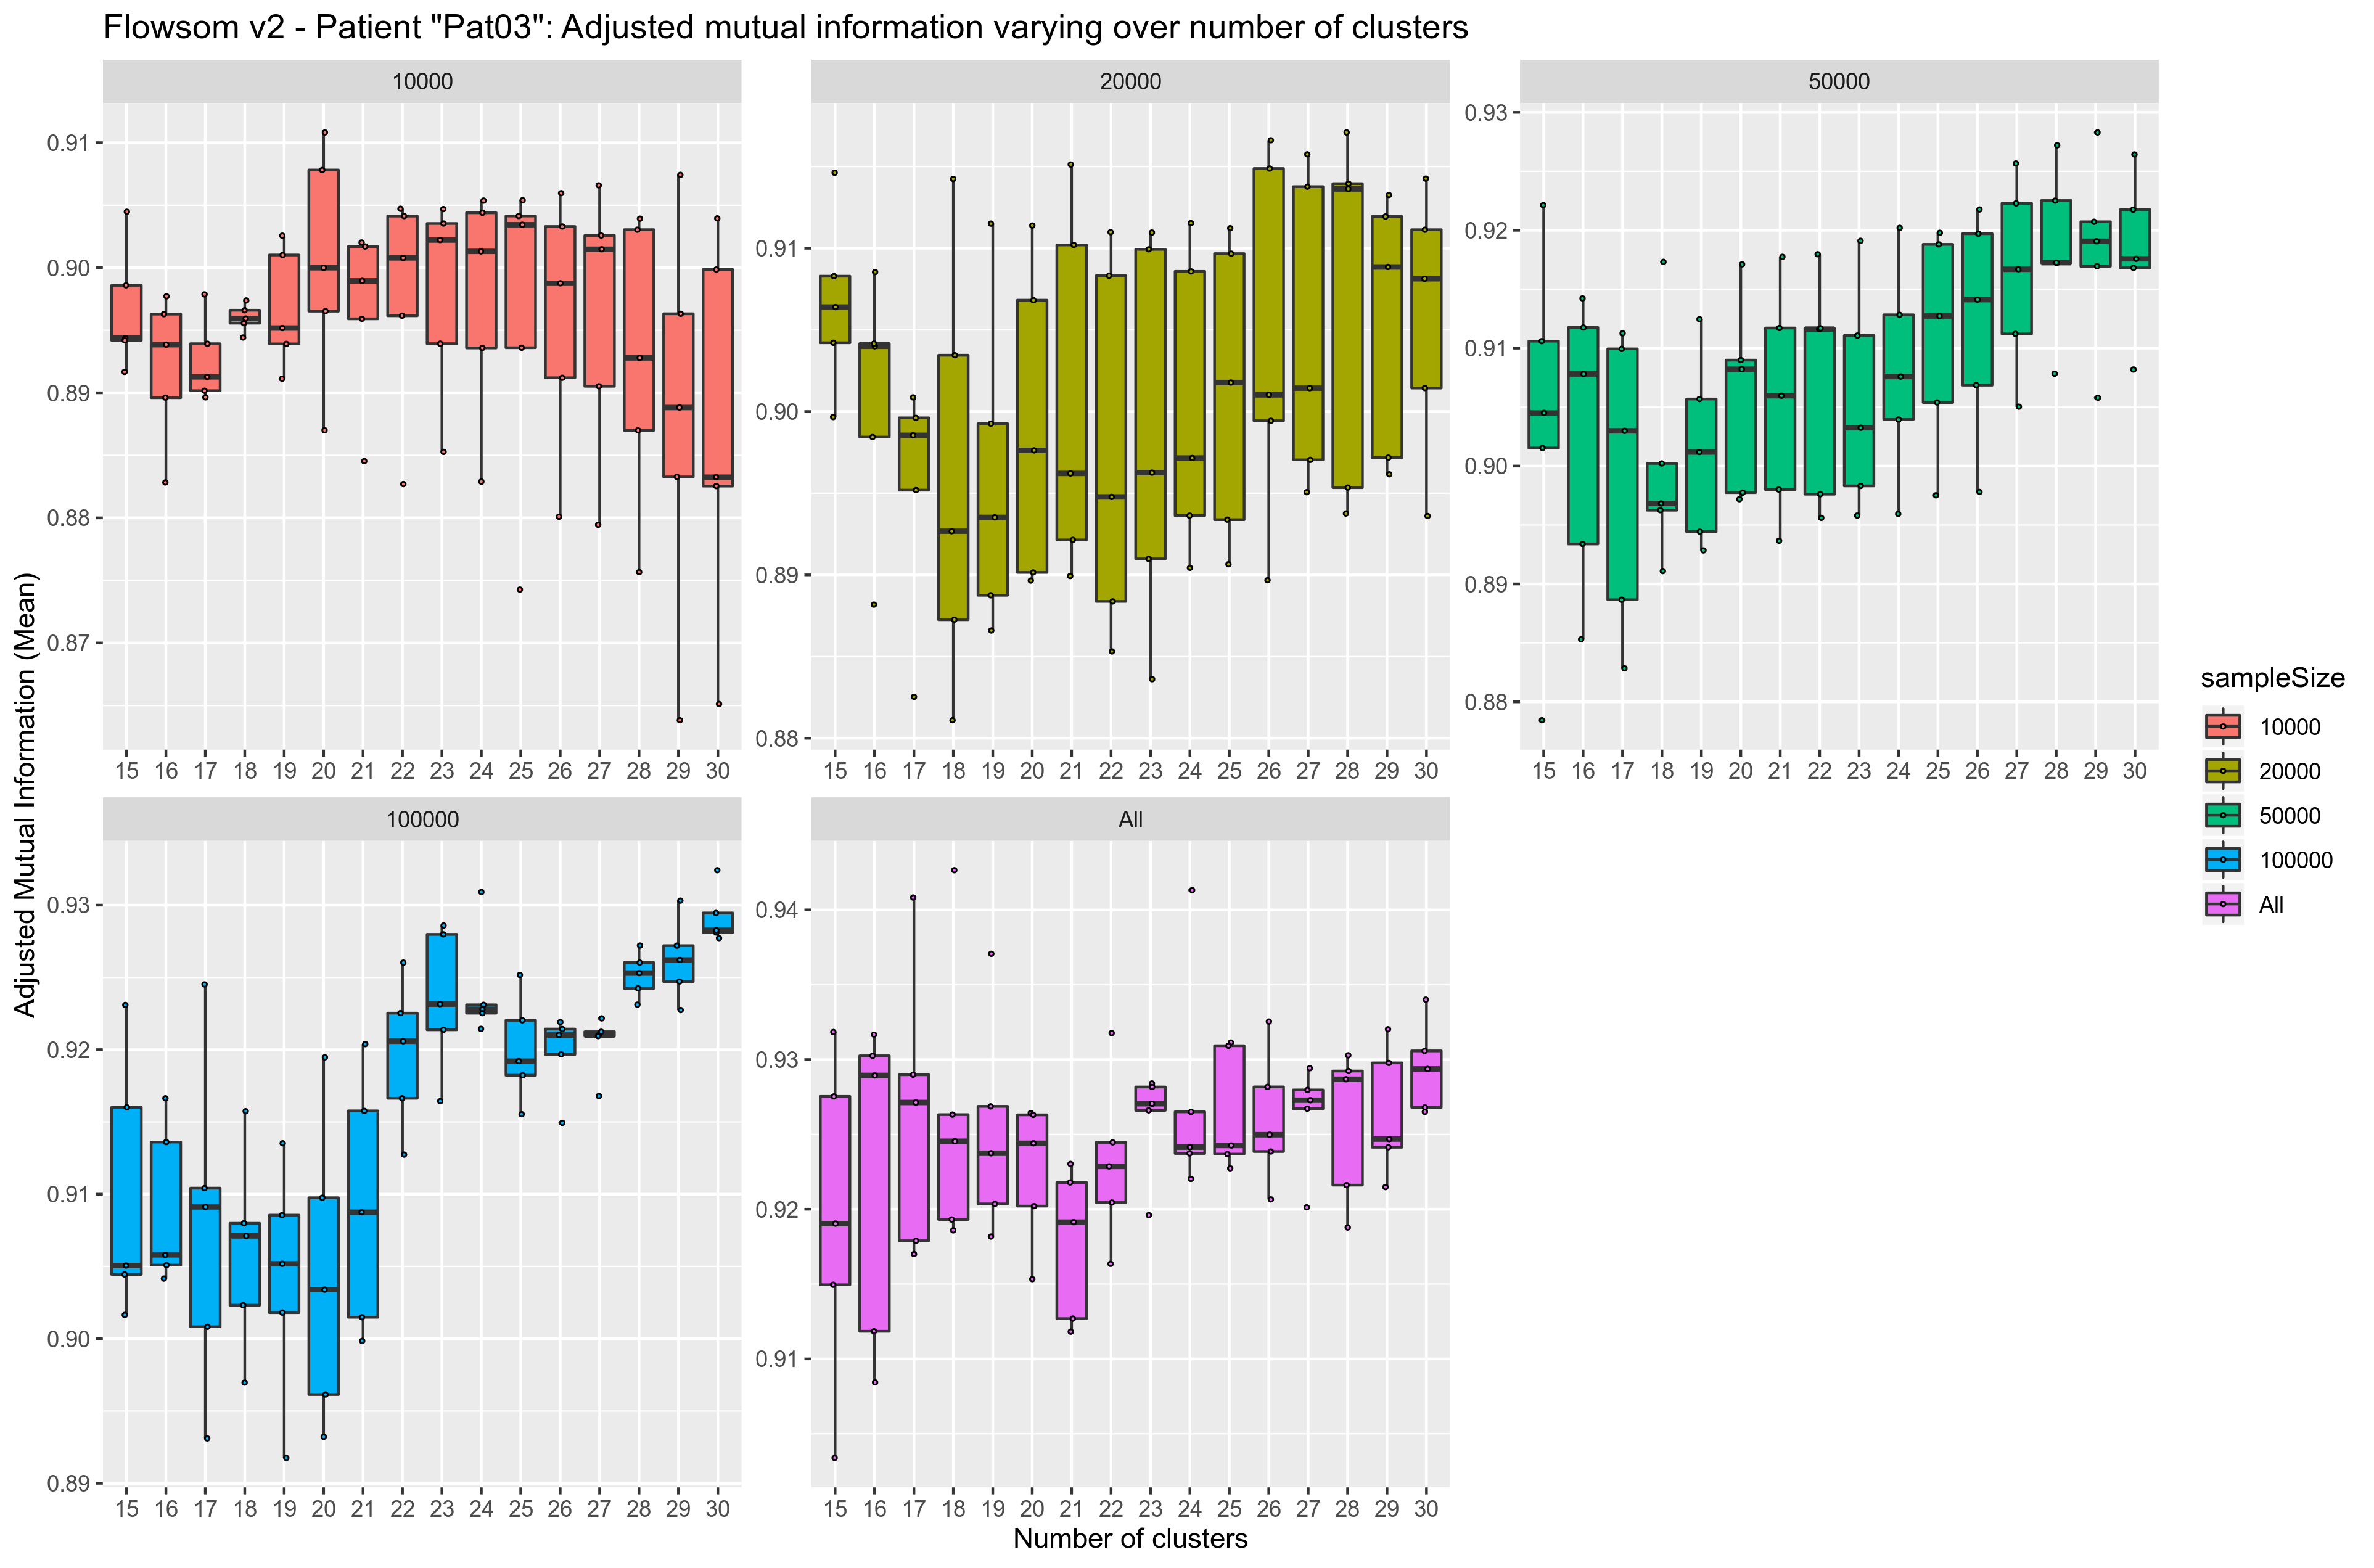 Flowsom v2 - Patient "Pat03": Adjusted mutual information varying over number of clusters
Adjusted Mutual Information (Mean)
10000
0.91
0.90
0.89
0.88
0.87
15 16 17 18 19 20 21 22 23 24 25 26 27 28 29 30
20000
0.91
0.90
0.89
0.88
15 16 17 18 19 20 21 22 23 24 25 26 27 28 29 30
50000
0.93
0.92
0.91
0.90
0.89
0.88
15 16 17 18 19 20 21 22 23 24 25 26 27 28 29 30
100000
0.93
0.92
0.91
0.90
0.89
15 16 17 18 19 20 21 22 23 24 25 26 27 28 29 30
All
0.94
0.93
0.92
0.91
15 16 17 18 19 20 21 22 23 24 25 26 27 28 29 30
Number of clusters
sampleSize
10000
20000
50000
100000
All